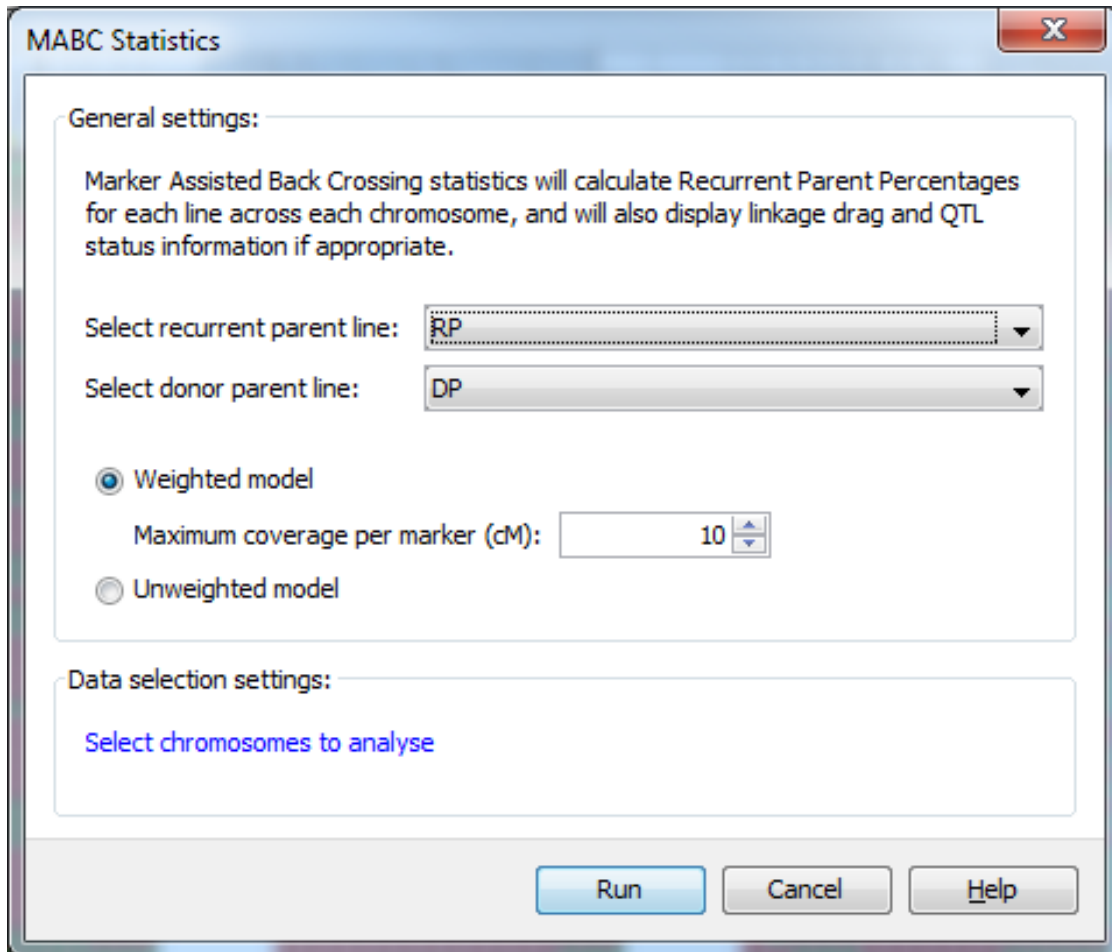 MABC Statistics
General settings:
Marker Assisted Back Crossing statistics will calculate Recurrent Parent Percentages
for each line across each chromosome, and will also display linkage drag and QTL
status information if appropriate.
Select recurrent parent line: RP
Select donor parent line: DP
Weighted model
Maximum coverage per marker (cM): 10
Unweighted model
Data selection settings:
Select chromosomes to analyse
Run Cancel Help